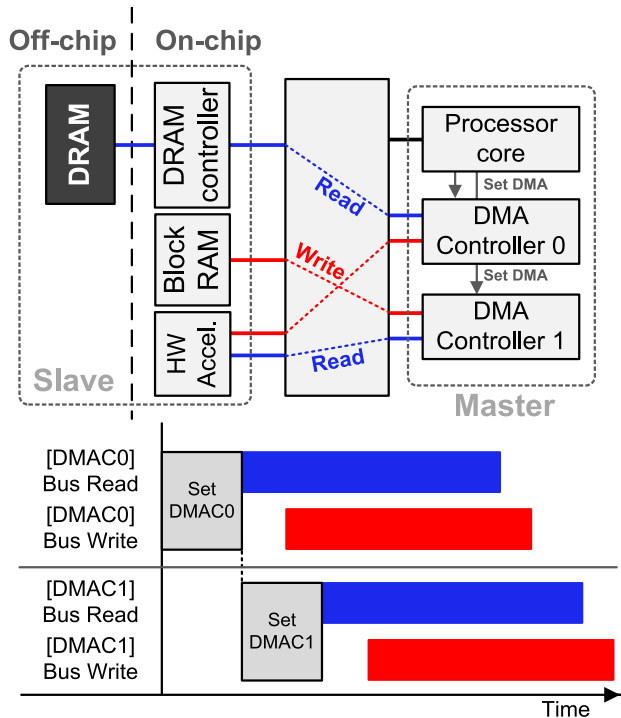 Off-chip
On-chip
DRAM
DRAM
controller
Block
RAM
HW
Accel.
Slave
Read
Write
Read
Processor
core
Set DMA
DMA
Controller 0
Set DMA
DMA
Controller 1
Master
[DMAC0]
Bus Read
[DMAC0]
Bus Write
Set
DMAC0
[DMAC1]
Bus Read
[DMAC1]
Bus Write
Set
DMAC1
Time